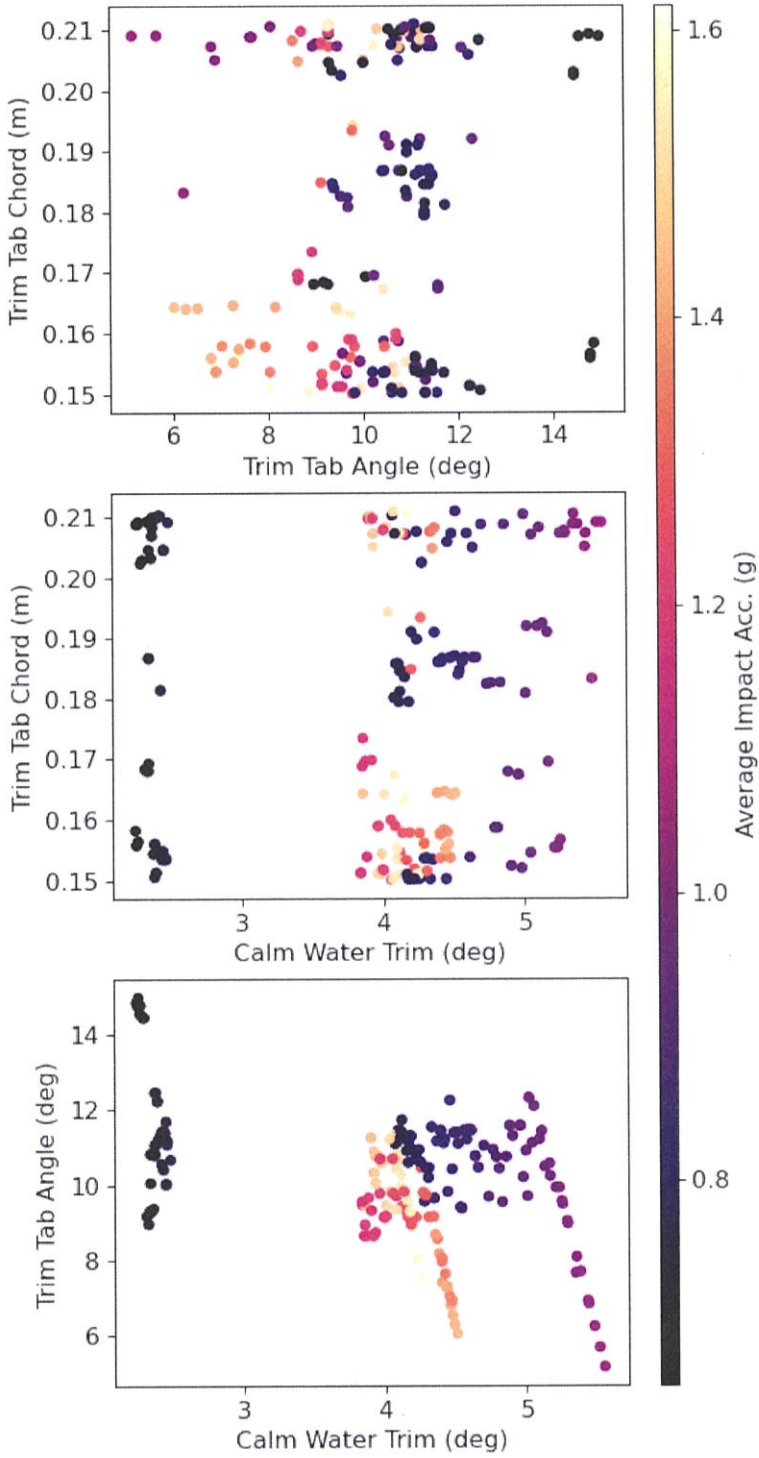 0.21
0.20
0.19
0.18
0.17
0.16
0.15
Trim Tab Chord (m)
6 8 10 12 14
Trim Tab Angle (deg)
0.21
0.20
0.19
0.18
0.17
0.16
0.15
Trim Tab Chord (m)
3 4 5
Calm Water Trim (deg)
14
12
10
8
6
Trim Tab Angle (deg)
3 4 5
Calm Water Trim (deg)
1.6
1.4
1.2
1.0
0.8
Average Impact Acc. (g)